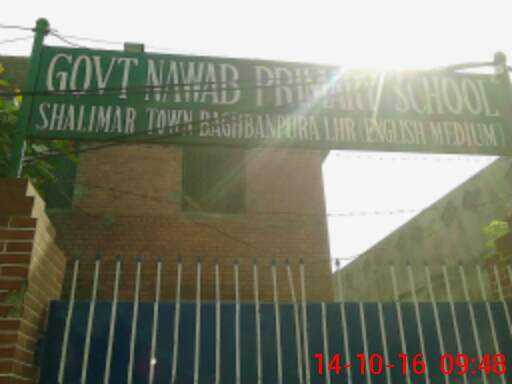 GOVT NAWAB PRIMARY SCHOOL
SHALIMAR TOWN BAGHBANPURA LHR (ENGLISH MEDIUM)
14-10-16 09:48